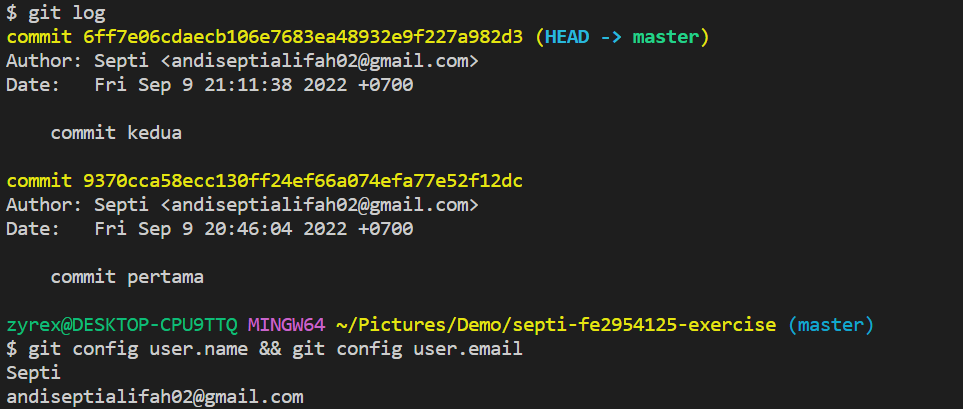 $ git log
commit 6ff7e06cdaecb106e7683ea48932e9f227a982d3 (HEAD -> master)
Author: Septi <andiseptialifah02@gmail.com>
Date:   Fri Sep 9 21:11:38 2022 +0700
    commit kedua
commit 9370cca58ecc130ff24ef66a074efa77e52f12dc
Author: Septi <andiseptialifah02@gmail.com>
Date:   Fri Sep 9 20:46:04 2022 +0700
    commit pertama
zyrex@DESKTOP-CPU9TTQ MINGW64 ~/Pictures/Demo/septi-fe2954125-exercise (master)
$ git config user.name && git config user.email
Septi
andiseptialifah02@gmail.com